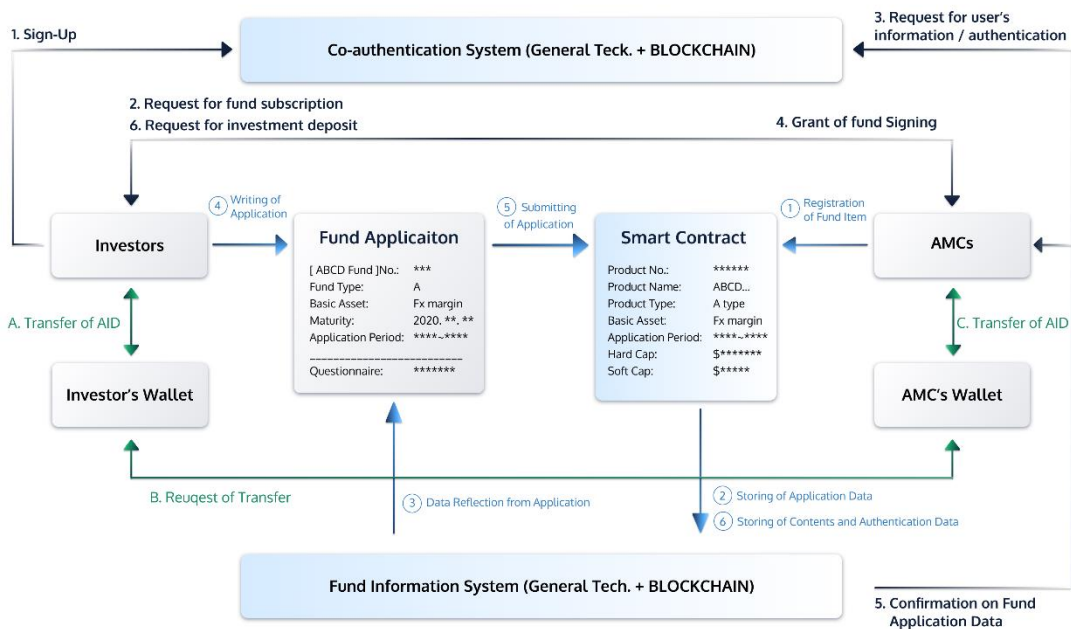 1. Sign-Up
Co-authentication System (General Teck. + BLOCKCHAIN)
3. Request for user's
information / authentication
2. Request for fund subscription
6. Request for investment deposit
4. Grant of fund Signing
4 Writing of
Application
5 Submitting
of Application
1 Registration
of Fund Item
Investors
Fund Applicaiton
[ ABCD Fund ]No.: ***
Fund Type: A
Basic Asset: Fx margin
Maturity: 2020. **. **
Application Period: ****~****
__________________________
Questionnaire: *******
Smart Contract
Product No.: ******
Product Name: ABCD...
Product Type: A type
Basic Asset: Fx margin
Application Period: ****~****
Hard Cap: $*******
Soft Cap: $*****
AMCs
A. Transfer of AID
C. Transfer of AID
Investor's Wallet
AMC's Wallet
B. Reuqest of Transfer
3 Data Reflection from Application
2 Storing of Application Data
6 Storing of Contents and Authentication Data
Fund Information System (General Tech. + BLOCKCHAIN)
5. Confirmation on Fund
Application Data